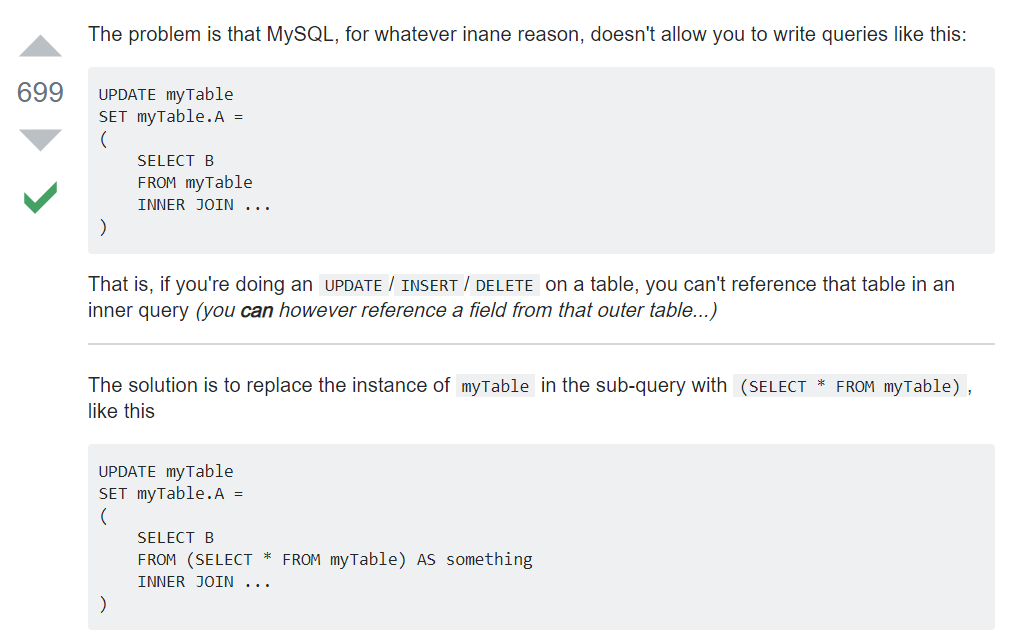 The problem is that MySQL, for whatever inane reason, doesn't allow you to write queries like this:
699
UPDATE myTable
SET myTable.A =
(
    SELECT B
    FROM myTable
    INNER JOIN ...
)
That is, if you're doing an UPDATE/INSERT/DELETE on a table, you can't reference that table in an
inner query (you can however reference a field from that outer table...)
The solution is to replace the instance of myTable in the sub-query with (SELECT * FROM myTable),
like this
UPDATE myTable
SET myTable.A =
(
    SELECT B
    FROM (SELECT * FROM myTable) AS something
    INNER JOIN ...
)